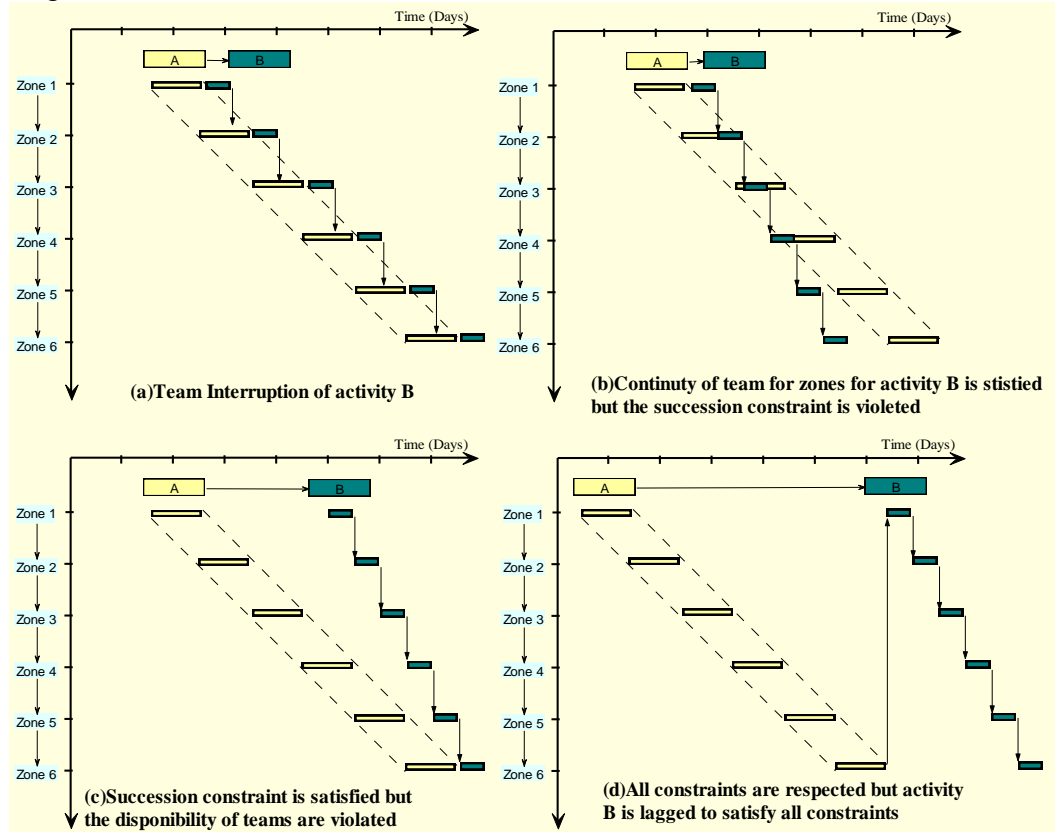 Time (Days)
A
B
Zone 1
Zone 2
Zone 3
Zone 4
Zone 5
Zone 6
(a)Team Interruption of activity B
Time (Days)
A
B
Zone 1
Zone 2
Zone 3
Zone 4
Zone 5
Zone 6
(b)Continuty of team for zones for activity B is stistied
but the succession constraint is violeted
Time (Days)
A
B
Zone 1
Zone 2
Zone 3
Zone 4
Zone 5
Zone 6
(c)Succession constraint is satisfied but
the disponibility of teams are violated
Time (Days)
A
B
Zone 1
Zone 2
Zone 3
Zone 4
Zone 5
Zone 6
(d)All constraints are respected but activity
B is lagged to satisfy all constraints